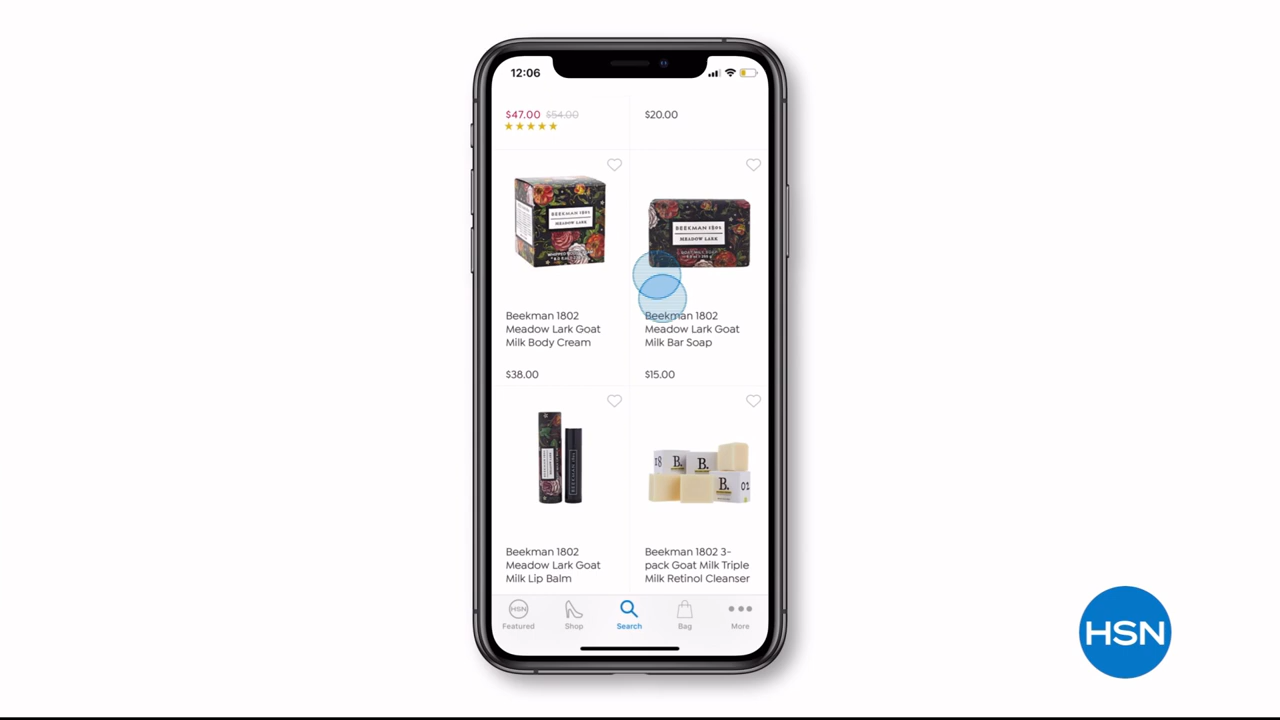 12:06
$47.00 $54.00
$20.00
BEEKMAN 1802
MEADOW LARK
BEEKMAN 1802
MEADOW LARK
Beekman 1802
Meadow Lark Goat
Milk Body Cream
$38.00
Beekman 1802
Meadow Lark Goat
Milk Bar Soap
$15.00
BEEKMAN 1802
B.
B.
B.
02
Beekman 1802
Meadow Lark Goat
Milk Lip Balm
Beekman 1802 3-
pack Goat Milk Triple
Milk Retinol Cleanser
HSN
Featured
Shop
Search
Bag
More
HSN